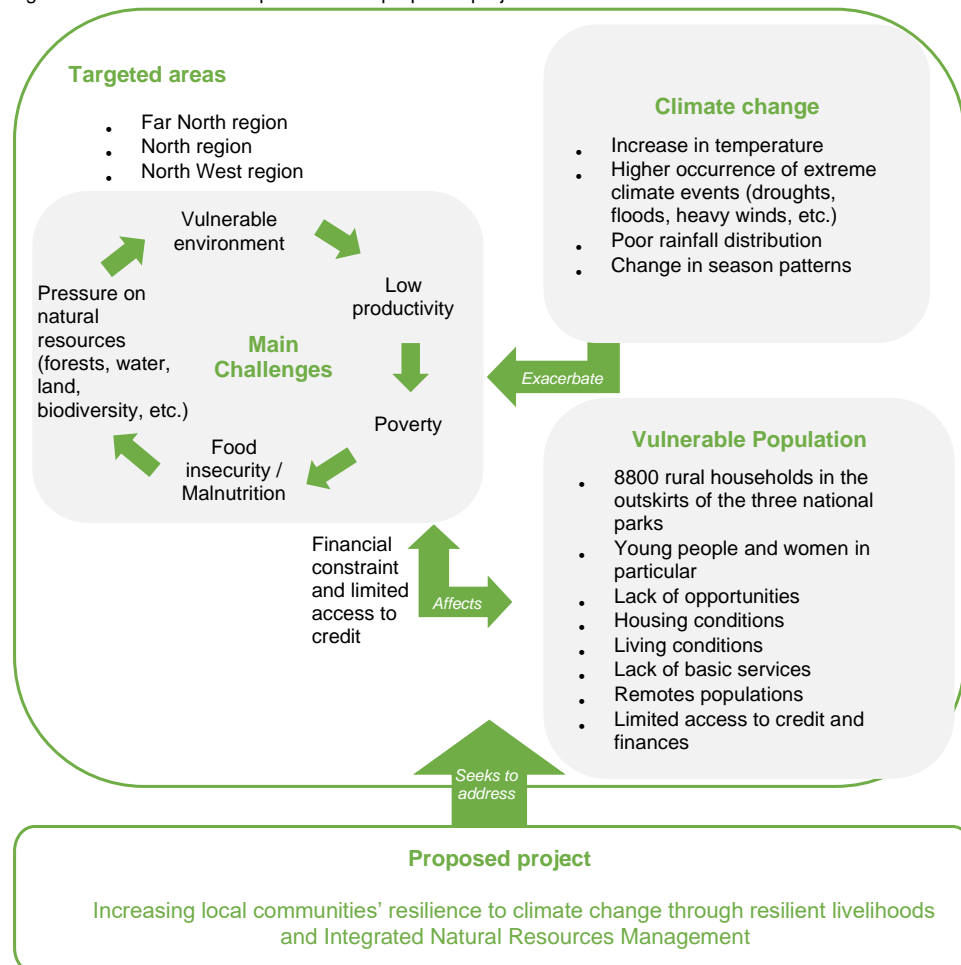 Targeted areas
• Far North region
• North region
• North West region
Climate change
• Increase in temperature
• Higher occurrence of extreme
climate events (droughts,
floods, heavy winds, etc.)
• Poor rainfall distribution
• Change in season patterns
Vulnerable
environment
Low
productivity
Poverty
Food
insecurity /
Malnutrition
Pressure on
natural
resources
(forests, water,
land,
biodiversity, etc.)
Main
Challenges
Exacerbate
Vulnerable Population
• 8800 rural households in the
outskirts of the three national
parks
• Young people and women in
particular
• Lack of opportunities
• Housing conditions
• Living conditions
• Lack of basic services
• Remotes populations
• Limited access to credit and
finances
Financial
constraint
and limited
access to
credit
Affects
Seeks to
address
Proposed project
Increasing local communities’ resilience to climate change through resilient livelihoods
and Integrated Natural Resources Management